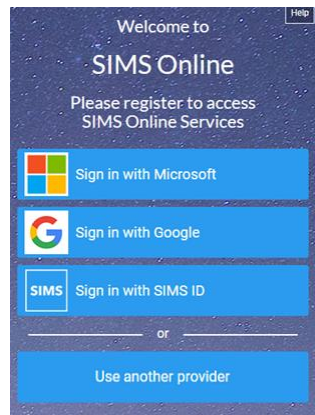 Help
Welcome to
SIMS Online
Please register to access
SIMS Online Services
Sign in with Microsoft
G Sign in with Google
SIMS Sign in with SIMS ID
or
Use another provider